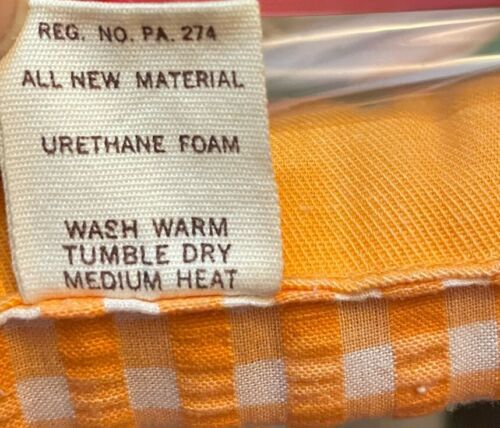 REG. NO. PA. 274
ALL NEW MATERIAL
URETHANE FOAM
WASH WARM
TUMBLE DRY
MEDIUM HEAT